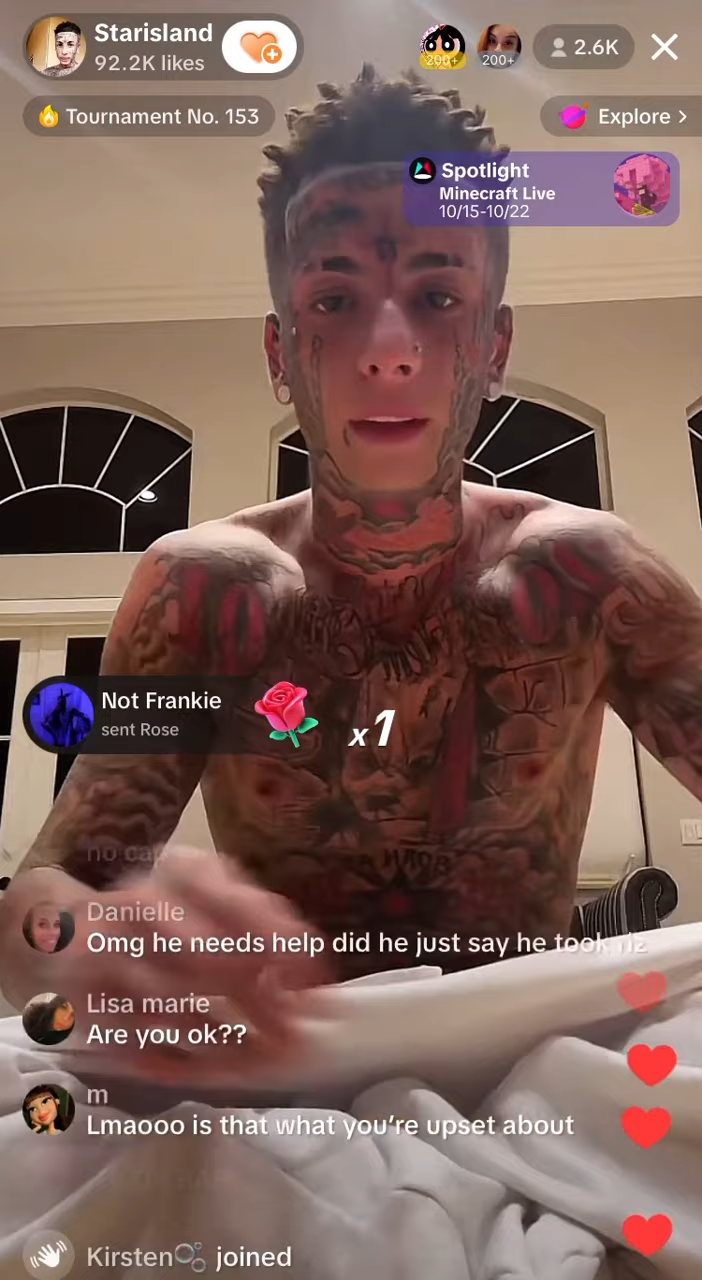 Starisland
92.2K likes
200+
200+
2.6K
Tournament No. 153
Explore >
Spotlight
Minecraft Live
10/15-10/22
Not Frankie
sent Rose
x1
no cap
Danielle
Omg he needs help did he just say he took
Lisa marie
Are you ok??
m
Lmaooo is that what you’re upset about
Kirsten🫧 joined